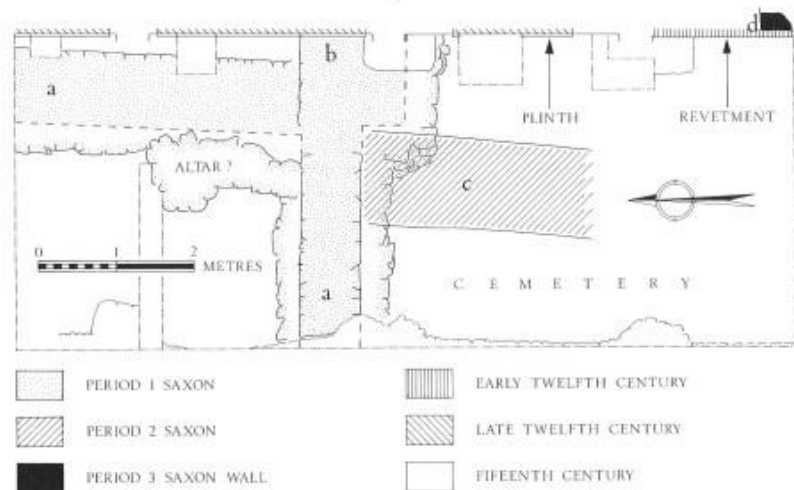 d
b
a
PLINTH
REVETMENT
ALTAR ?
c
0 1 2
METRES
C E M E T E R Y
a
PERIOD 1 SAXON
EARLY TWELFTH CENTURY
PERIOD 2 SAXON
LATE TWELFTH CENTURY
PERIOD 3 SAXON WALL
FIFEENTH CENTURY